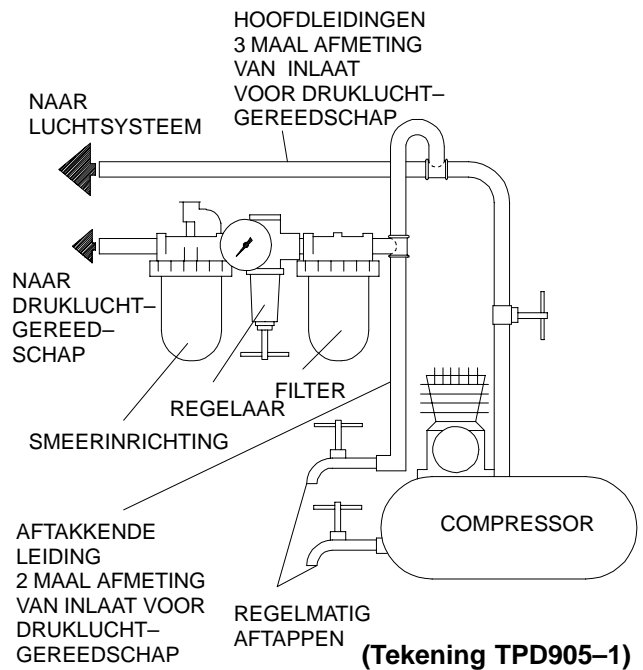 HOOFDLEIDINGEN
3 MAAL AFMETING
VAN INLAAT
VOOR DRUKLUCHT–
GEREEDSCHAP
NAAR
LUCHTSYSTEEM
NAAR
DRUKLUCHT–
GEREED–
SCHAP
REGELAAR
FILTER
SMEERINRICHTING
COMPRESSOR
AFTAKKENDE
LEIDING
2 MAAL AFMETING
VAN INLAAT VOOR
DRUKLUCHT–
GEREEDSCHAP
REGELMATIG
AFTAPPEN
(Tekening TPD905–1)